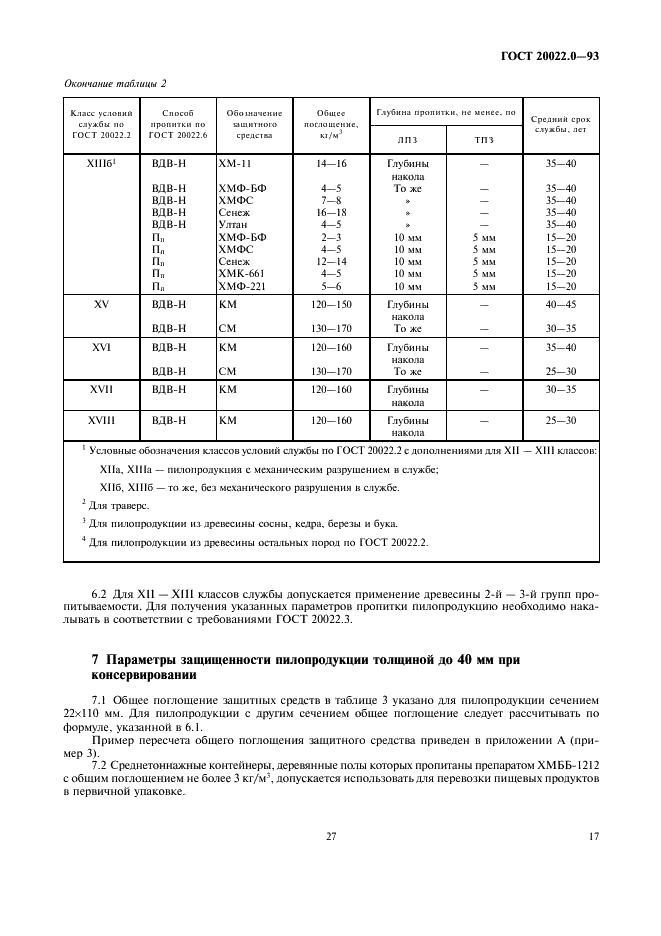 ГОСТ 20022.0—93
Окончание таблицы 2
Класс условий службы по ГОСТ 20022.2 | Способ пропитки по ГОСТ 20022.6 | Обозначение защитного средства | Общее поглощение, кг/м³ | Глубина пропитки, не менее, по | Средний срок службы, лет
ЛПЗ | ТПЗ
XIIIб¹ | ВДВ-Н | ХМ-11 | 14—16 | Глубины накола | — | 35—40
ВДВ-Н | ХМФ-БФ | 4—5 | То же | — | 35—40
ВДВ-Н | ХМФС | 7—8 | » | — | 35—40
ВДВ-Н | Сенеж | 16—18 | » | — | 35—40
ВДВ-Н | Ултан | 4—5 | » | — | 35—40
Пп | ХМФ-БФ | 2—3 | 10 мм | 5 мм | 15—20
Пп | ХМФС | 4—5 | 10 мм | 5 мм | 15—20
Пп | Сенеж | 12—14 | 10 мм | 5 мм | 15—20
Пп | ХМК-661 | 4—5 | 10 мм | 5 мм | 15—20
Пп | ХМФ-221 | 5—6 | 10 мм | 5 мм | 15—20
XV | ВДВ-Н | КМ | 120—150 | Глубины накола | — | 40—45
ВДВ-Н | СМ | 130—170 | То же | — | 30—35
XVI | ВДВ-Н | КМ | 120—160 | Глубины накола | — | 35—40
ВДВ-Н | СМ | 130—170 | То же | — | 25—30
XVII | ВДВ-Н | КМ | 120—160 | Глубины накола | — | 30—35
XVIII | ВДВ-Н | КМ | 120—160 | Глубины накола | — | 25—30
¹ Условные обозначения классов условий службы по ГОСТ 20022.2 с дополнениями для XII — XIII классов:
XIIа, XIIIа — пилопродукция с механическим разрушением в службе;
XIIб, XIIIб — то же, без механического разрушения в службе.
² Для траверс.
³ Для пилопродукции из древесины сосны, кедра, березы и бука.
⁴ Для пилопродукции из древесины остальных пород по ГОСТ 20022.2.
6.2 Для XII — XIII классов службы допускается применение древесины 2-й — 3-й групп про-
питываемости. Для получения указанных параметров пропитки пилопродукцию необходимо нака-
лывать в соответствии с требованиями ГОСТ 20022.3.
7 Параметры защищенности пилопродукции толщиной до 40 мм при
консервировании
7.1 Общее поглощение защитных средств в таблице 3 указано для пилопродукции сечением
22×110 мм. Для пилопродукции с другим сечением общее поглощение следует рассчитывать по
формуле, указанной в 6.1.
Пример пересчета общего поглощения защитного средства приведен в приложении А (при-
мер 3).
7.2 Среднетоннажные контейнеры, деревянные полы которых пропитаны препаратом ХМББ-1212
с общим поглощением не более 3 кг/м³, допускается использовать для перевозки пищевых продуктов
в первичной упаковке.
27
17